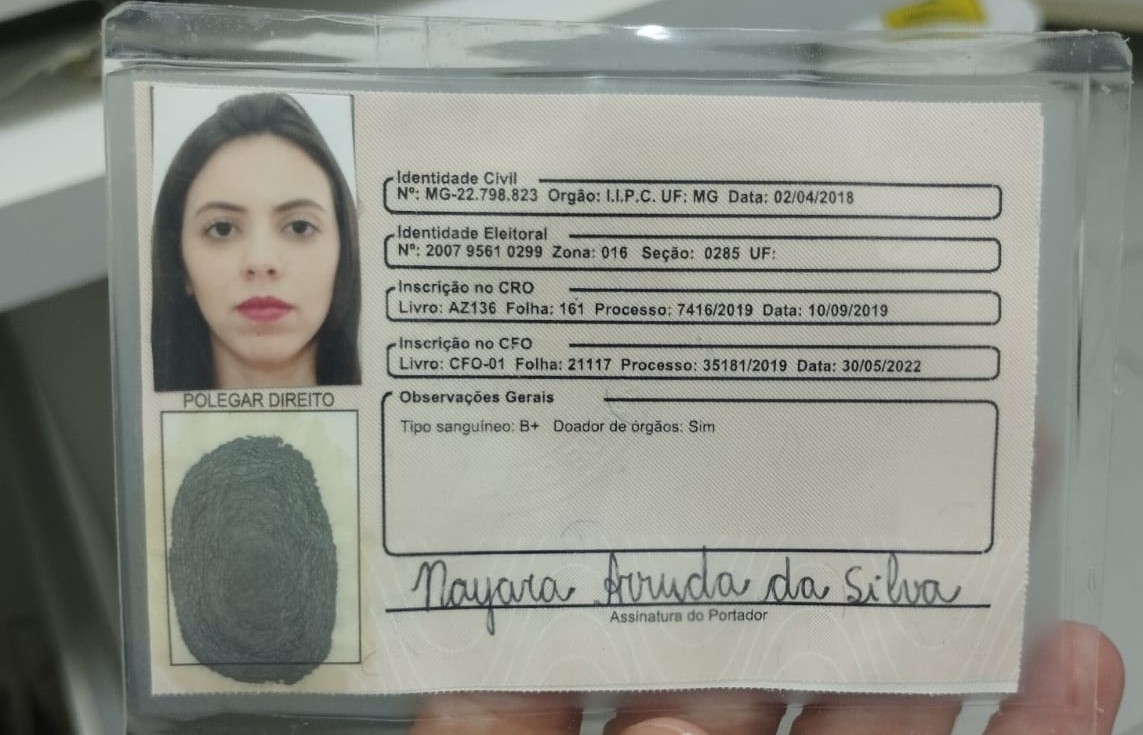 Identidade Civil
Nº: MG-22.798.823 Orgão: I.I.P.C. UF: MG Data: 02/04/2018
Identidade Eleitoral
Nº: 2007 9561 0299 Zona: 016 Seção: 0285 UF:
Inscrição no CRO
Livro: AZ136 Folha: 161 Processo: 7416/2019 Data: 10/09/2019
Inscrição no CFO
Livro: CFO-01 Folha: 21117 Processo: 35181/2019 Data: 30/05/2022
POLEGAR DIREITO
Observações Gerais
Tipo sanguíneo: B+ Doador de órgãos: Sim
Nayara Arruda da Silva
Assinatura do Portador